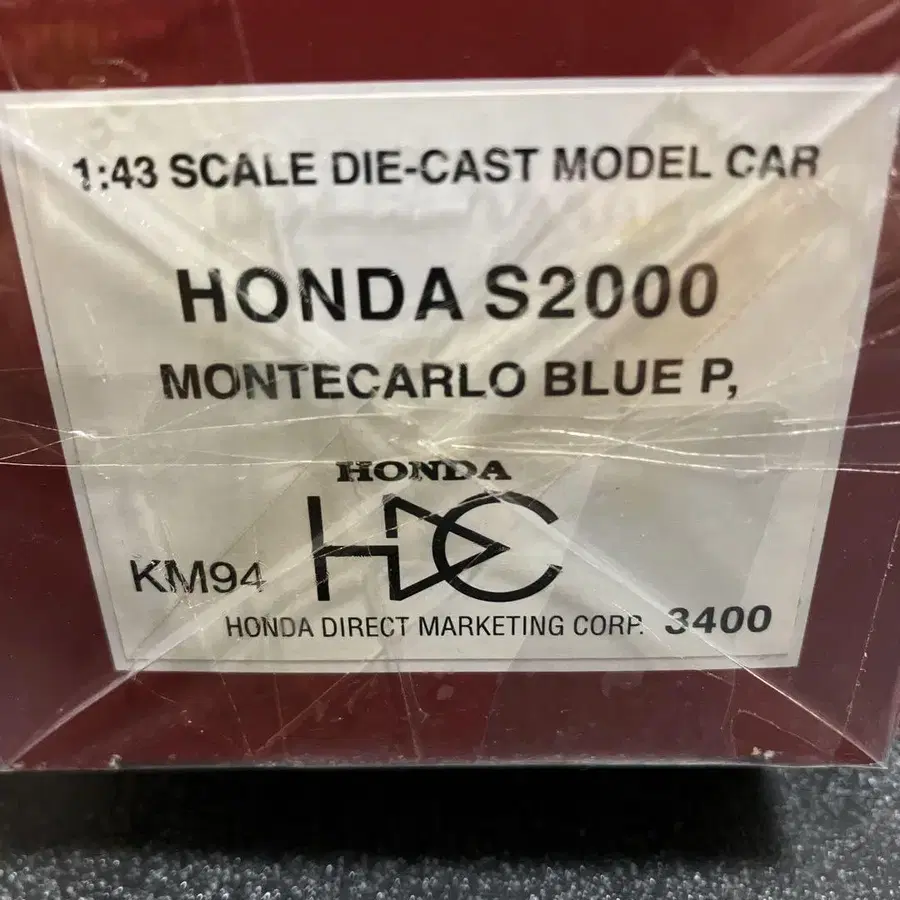 1:43 SCALE DIE-CAST MODEL CAR
HONDA S2000
MONTECARLO BLUE P,
HONDA
HDC
KM94
HONDA DIRECT MARKETING CORP. 3400